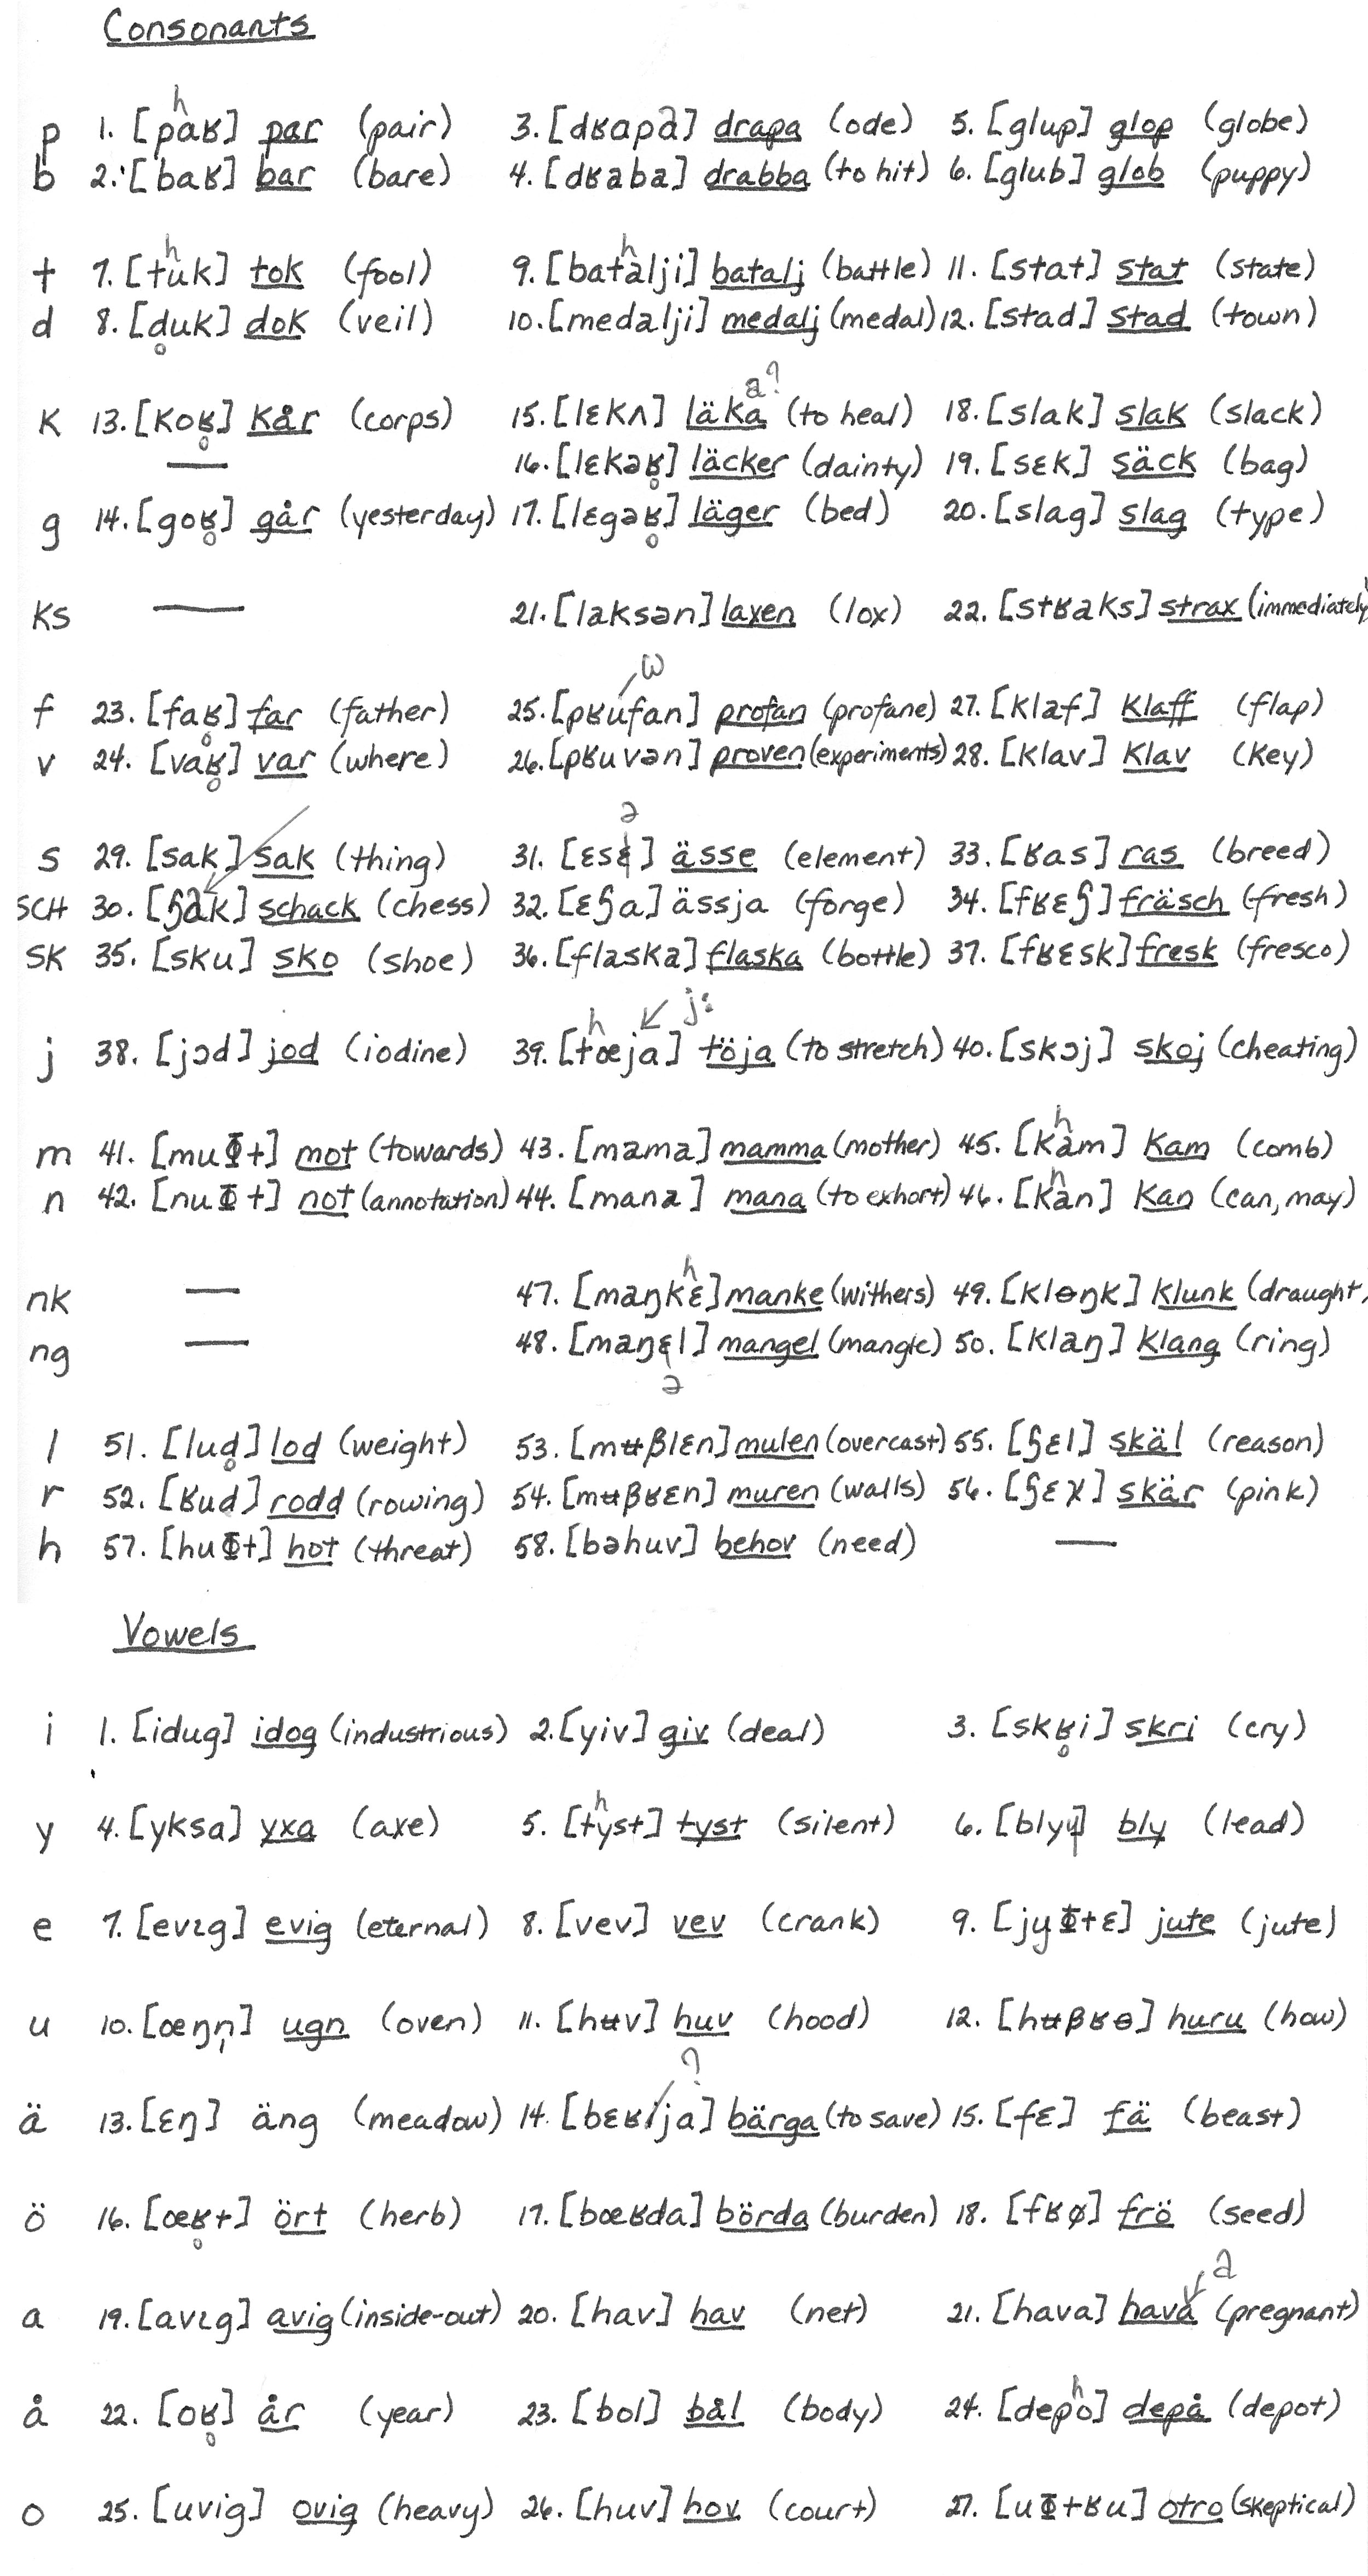 Consonants
p 1. [pʰaʁ] par (pair) 3. [dʁapa] drapa (ode) 5. [glup] glop (globe)
b 2. [baʁ] bar (bare) 4. [dʁaba] drabba (to hit) 6. [glub] glob (puppy)
t 7. [tʰuk] tok (fool) 9. [batʰalji] batalj (battle) 11. [stat] stat (state)
d 8. [d̥uk] dok (veil) 10. [medalji] medalj (medal) 12. [stad] stad (town)
K 13. [koʁ̥] kår (corps) 15. [lɛkʌ] läka a? (to heal) 18. [slak] slak (slack)
— 16. [lɛkəʁ̥] läcker (dainty) 19. [sɛk] säck (bag)
g 14. [goʁ̥] går (yesterday) 17. [lɛgəʁ̥] läger (bed) 20. [slag] slag (type)
ks — 21. [laksən] laxen (lox) 22. [stʁaks] strax (immediately)
f 23. [faʁ̥] far (father) 25. [pʁufan] ω profan (profane) 27. [klaf] klaff (flap)
v 24. [vaʁ̥] var (where) 26. [pʁuvən] proven (experiments) 28. [klav] klav (key)
s 29. [sak] sak (thing) 31. [ɛsɛ] ə ässe (element) 33. [ʁas] ras (breed)
SCH 30. [ɧak] schack (chess) 32. [ɛɧa] ässja (forge) 34. [fʁɛɧ] fräsch (fresh)
SK 35. [sku] sko (shoe) 36. [flaska] flaska (bottle) 37. [fʁɛsk] fresk (fresco)
j 38. [jɔd] jod (iodine) 39. [tʰœja] jː töja (to stretch) 40. [skɔj] skoj (cheating)
m 41. [muɸt] mot (towards) 43. [mama] mamma (mother) 45. [kʰam] kam (comb)
n 42. [nuɸt] not (annotation) 44. [mana] mana (to exhort) 46. [kʰan] kan (can, may)
nk — 47. [maŋkʰɛ] manke (withers) 49. [klɵŋk] klunk (draught)
ng — 48. [maŋɛl] ə mangel (mangle) 50. [klaŋ] klang (ring)
l 51. [lud̥] lod (weight) 53. [mʉβlɛn] mulen (overcast) 55. [ɧɛl] skäl (reason)
r 52. [ʁud] rodd (rowing) 54. [mʉβʁɛn] muren (walls) 56. [ɧɛχ] skär (pink)
h 57. [huɸt] hot (threat) 58. [bəhuv] behov (need) —
Vowels
i 1. [idug] idog (industrious) 2. [yiv] giv (deal) 3. [skʁ̥i] skri (cry)
y 4. [yksa] yxa (axe) 5. [tʰyst] tyst (silent) 6. [blyɥ] bly (lead)
e 7. [evɩg] evig (eternal) 8. [vev] vev (crank) 9. [jyɸtɛ] jute (jute)
u 10. [œŋn̩] ugn (oven) 11. [hʉv] huv (hood) 12. [hʉβʁɵ] huru (how)
ä 13. [ɛŋ] äng (meadow) 14. [bɛʁja] ? bärga (to save) 15. [fɛ] fä (beast)
ö 16. [œʁ̥t] ört (herb) 17. [bœʁda] börda (burden) 18. [fʁø] frö (seed)
a 19. [avɩg] avig (inside-out) 20. [hav] hav (net) 21. [hava] hava a (pregnant)
å 22. [oʁ̥] år (year) 23. [bol] bål (body) 24. [depʰo] depå (depot)
o 25. [uvig] ovig (heavy) 26. [huv] hov (court) 27. [uɸtʁu] otro (skeptical)